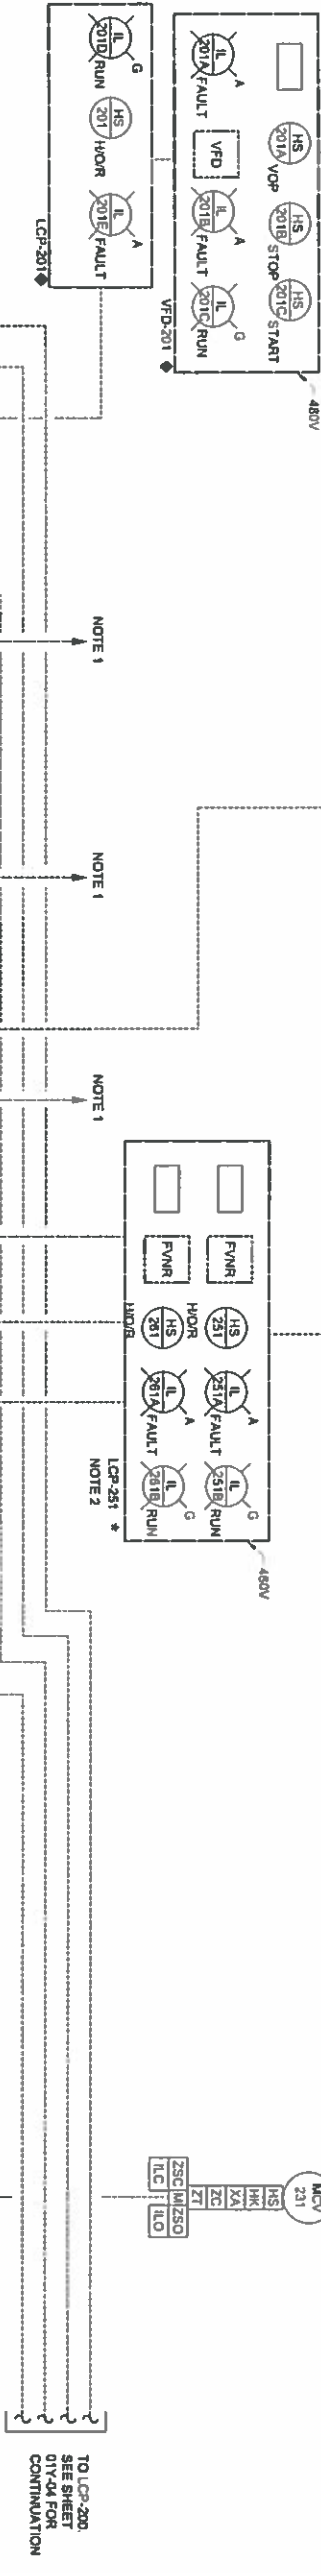 IL
201D
G
RUN
HS
201
H/O/R
IL
201E
A
FAULT
LCP-201
IL
201A
A
FAULT
VFD
IL
201B
A
FAULT
IL
201C
G
RUN
HS
201A
VOP
HS
201B
STOP
HS
201C
START
VFD-201
480V
NOTE 1
NOTE 1
NOTE 1
FVNR
HS
251
H/O/R
IL
251A
A
FAULT
IL
251B
G
RUN
FVNR
HS
261
H/O/R
IL
261A
A
FAULT
IL
261B
G
RUN
LCP-251 *
NOTE 2
460V
MCV
231
HS
HK
XA
ZC
ZT
ZSC M ZSO
ILC ILO
TO LCP-200.
SEE SHEET
01Y-04 FOR
CONTINUATION